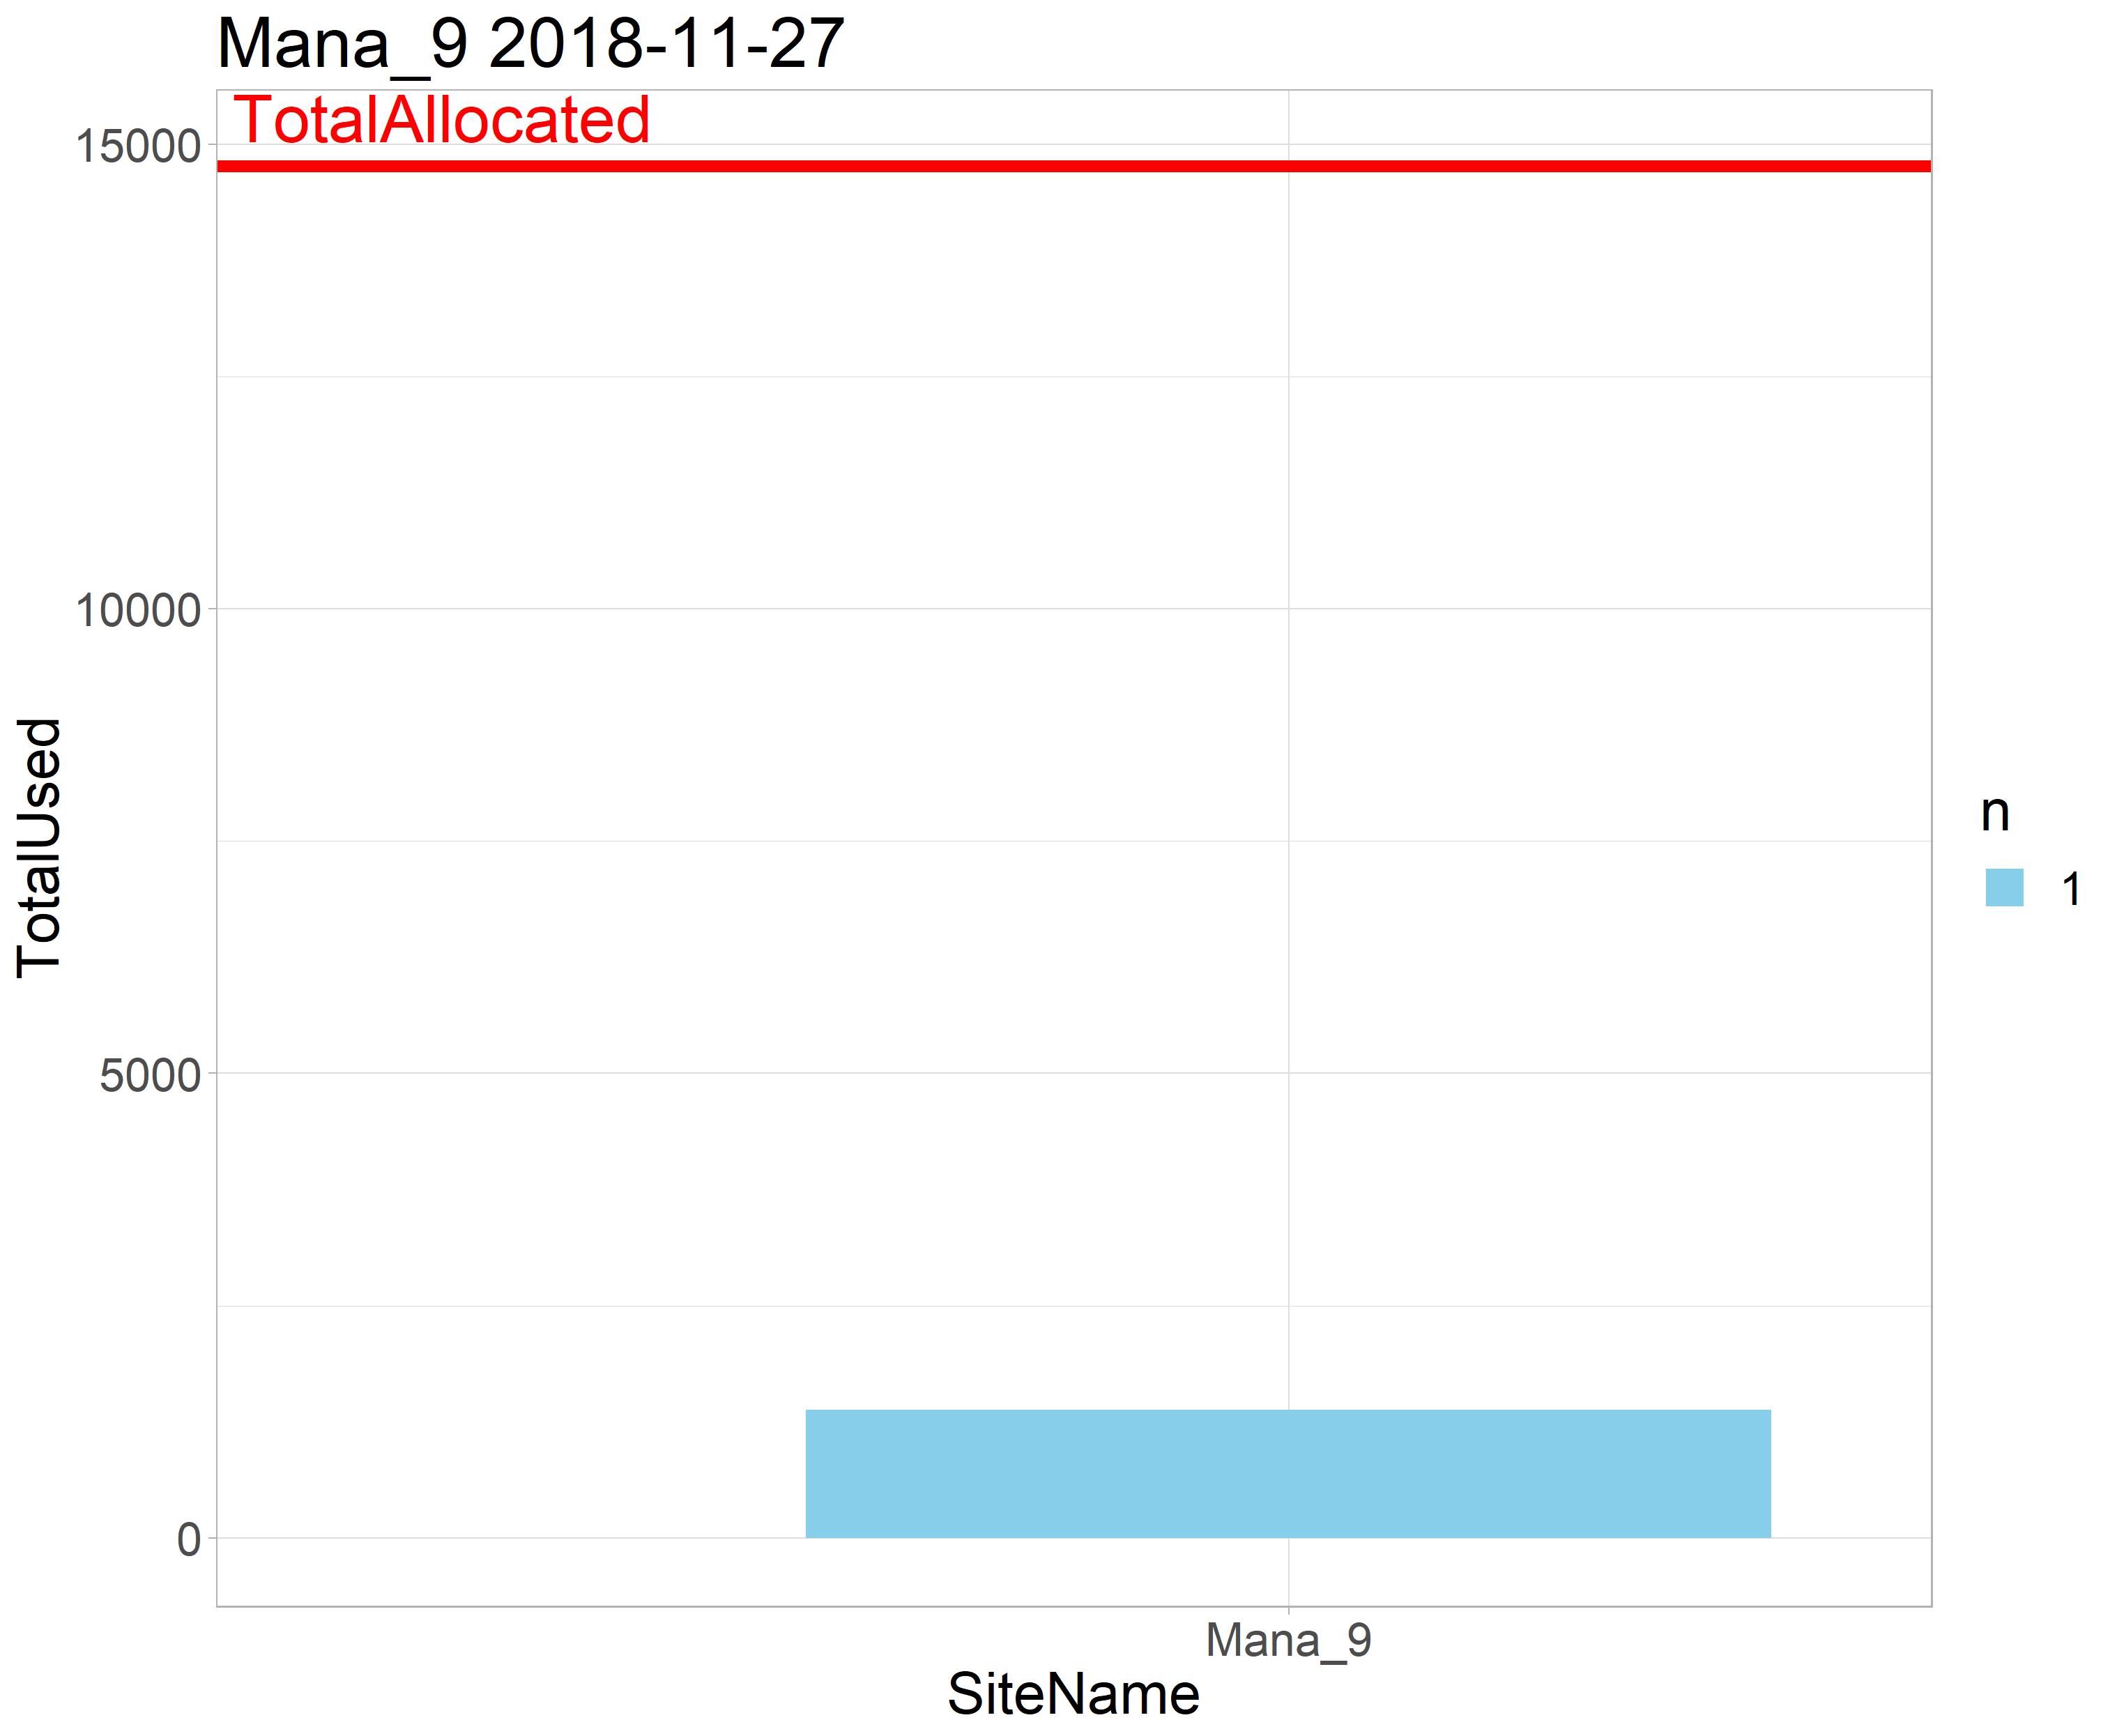 Mana_9 2018-11-27
TotalAllocated
15000
10000
5000
0
TotalUsed
Mana_9
SiteName
n
1